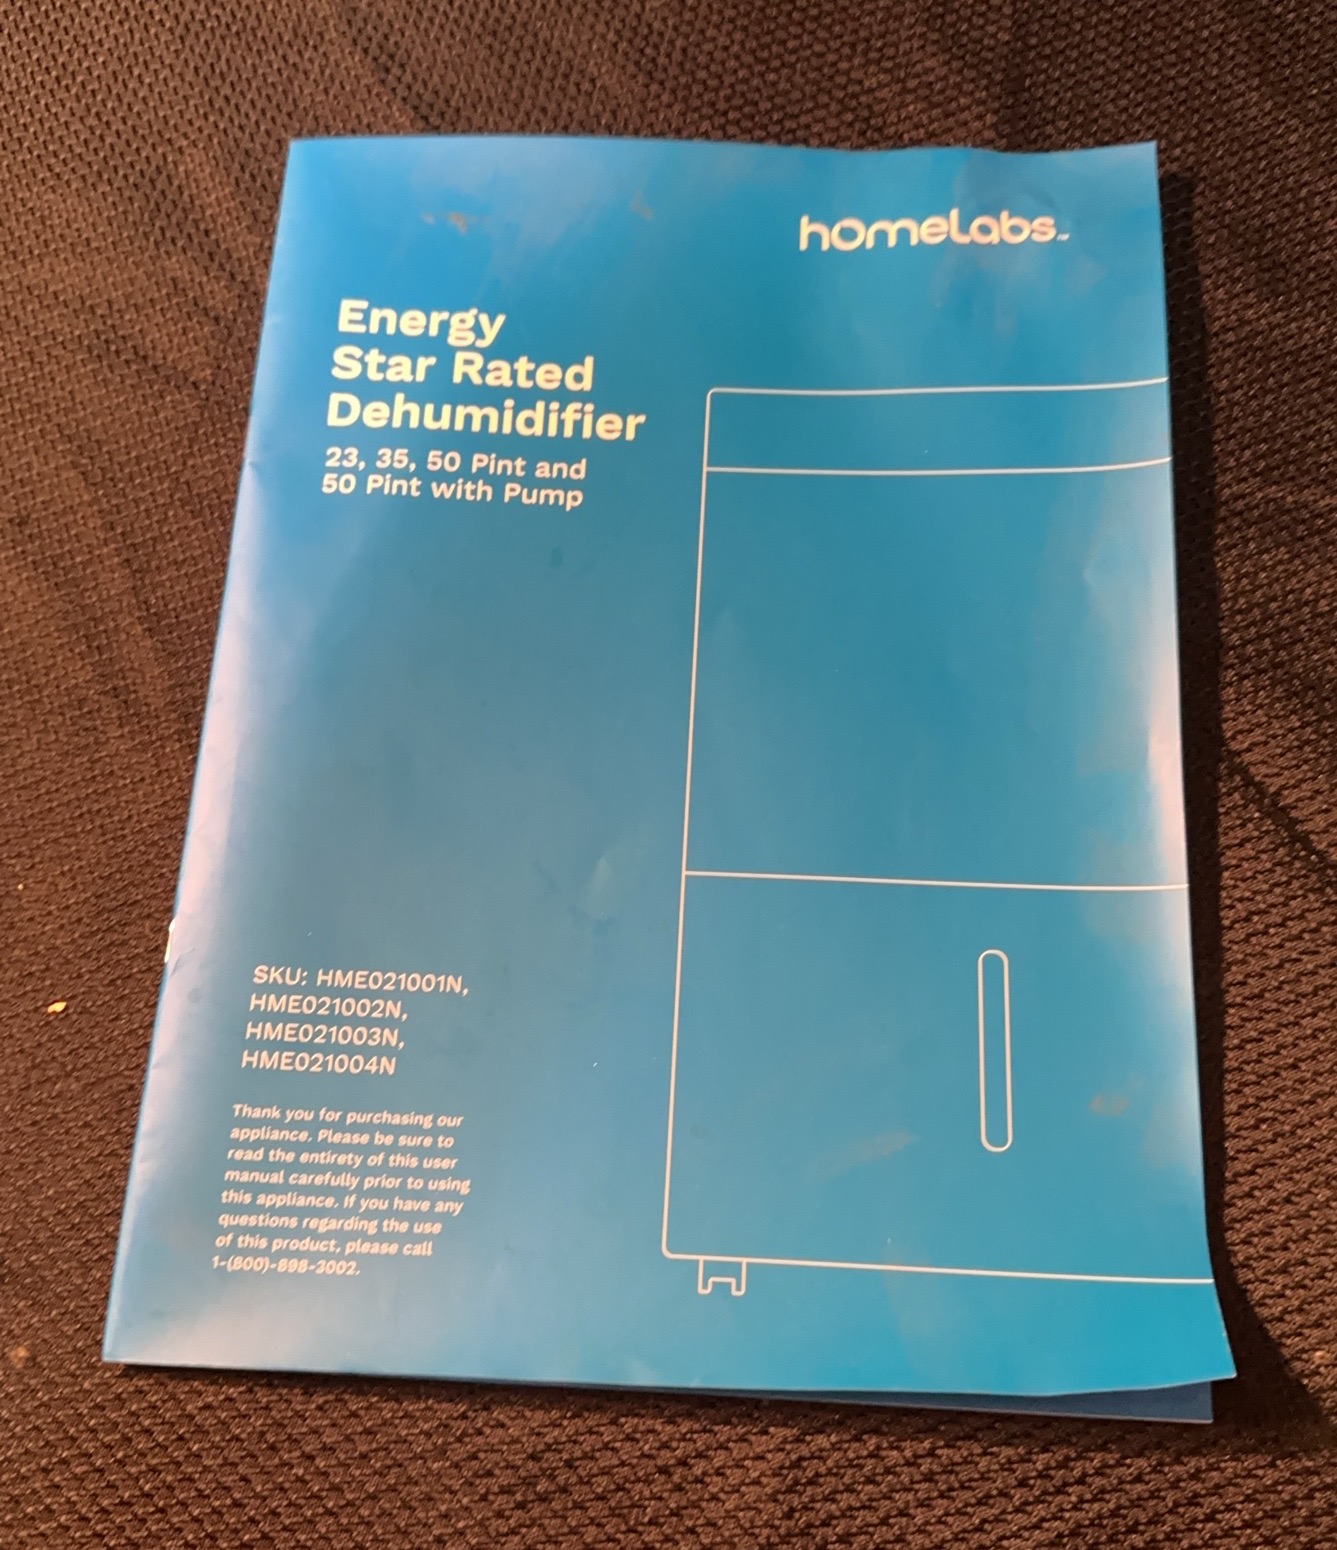 homeLabs™
Energy
Star Rated
Dehumidifier
23, 35, 50 Pint and
50 Pint with Pump
SKU: HME021001N,
HME021002N,
HME021003N,
HME021004N
Thank you for purchasing our
appliance. Please be sure to
read the entirety of this user
manual carefully prior to using
this appliance. If you have any
questions regarding the use
of this product, please call
1-(800)-898-3002.